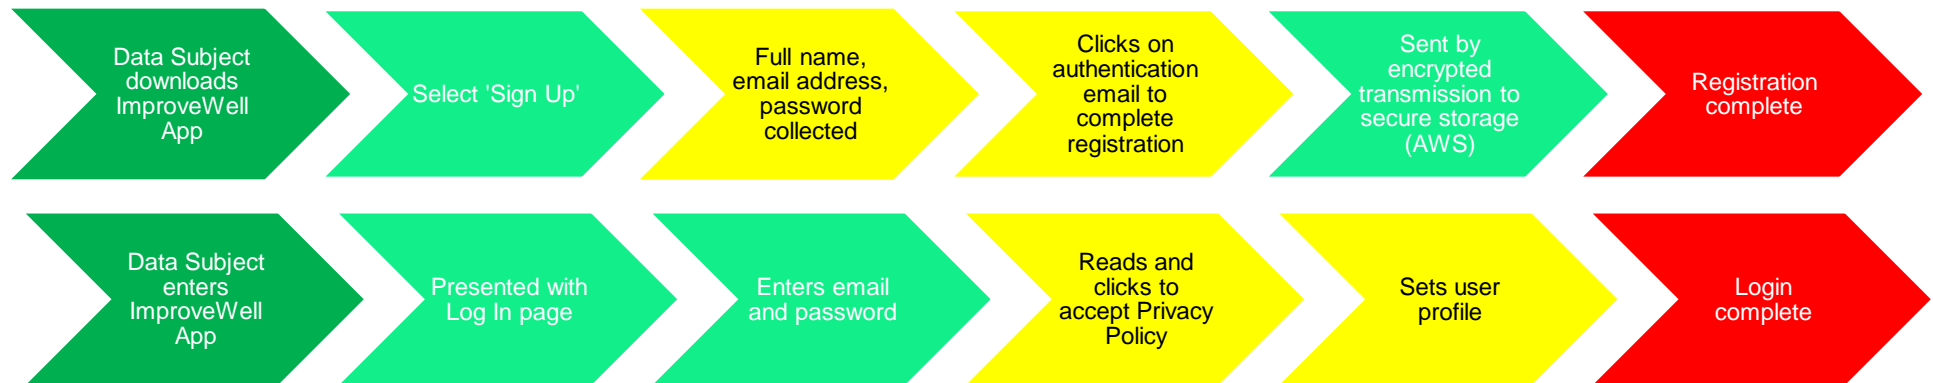 Data Subject
downloads
ImproveWell
App
Select 'Sign Up'
Full name,
email address,
password
collected
Clicks on
authentication
email to
complete
registration
Sent by
encrypted
transmission to
secure storage
(AWS)
Registration
complete
Data Subject
enters
ImproveWell
App
Presented with
Log In page
Enters email
and password
Reads and
clicks to
accept Privacy
Policy
Sets user
profile
Login
complete